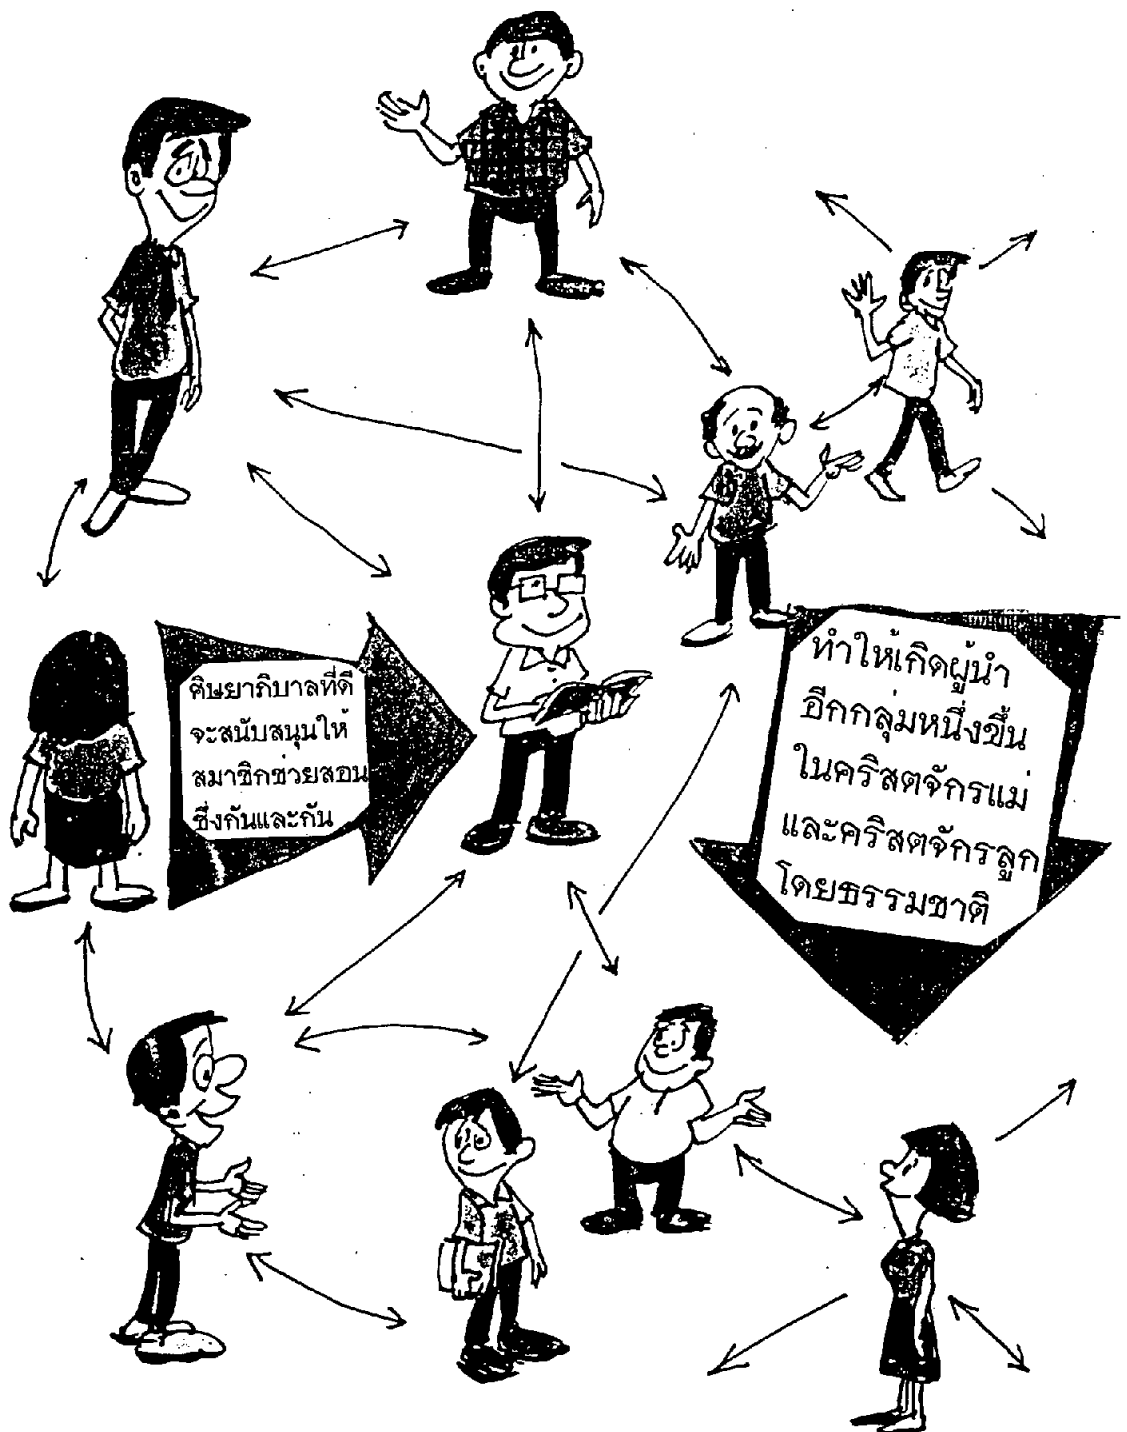 ศิษยาภิบาลที่ดี
จะสนับสนุนให้
สมาชิกช่วยสอน
ซึ่งกันและกัน
ทำให้เกิดผู้นำ
อีกกลุ่มหนึ่งขึ้น
ในคริสตจักรแม่
และคริสตจักรลูก
โดยธรรมชาติ